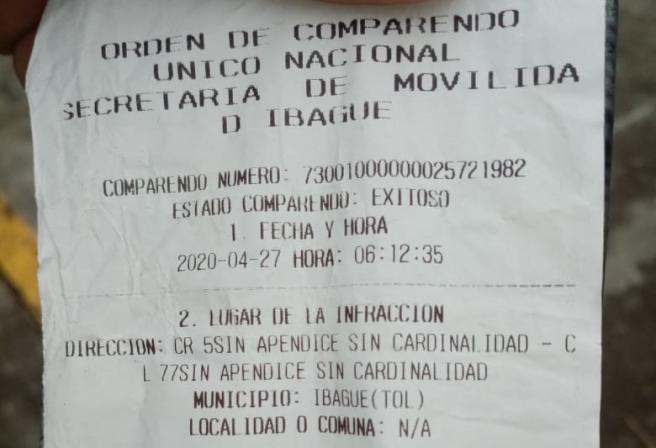 ORDEN DE COMPARENDO
UNICO NACIONAL
SECRETARIA DE MOVILIDA
D IBAGUE
COMPARENDO NUMERO: 73001000000025721982
ESTADO COMPARENDO: EXITOSO
1. FECHA Y HORA
2020-04-27 HORA: 06:12:35
2. LUGAR DE LA INFRACCION
DIRECCION: CR 5SIN APENDICE SIN CARDINALIDAD - C
L 77SIN APENDICE SIN CARDINALIDAD
MUNICIPIO: IBAGUE(TOL)
LOCALIDAD O COMUNA: N/A